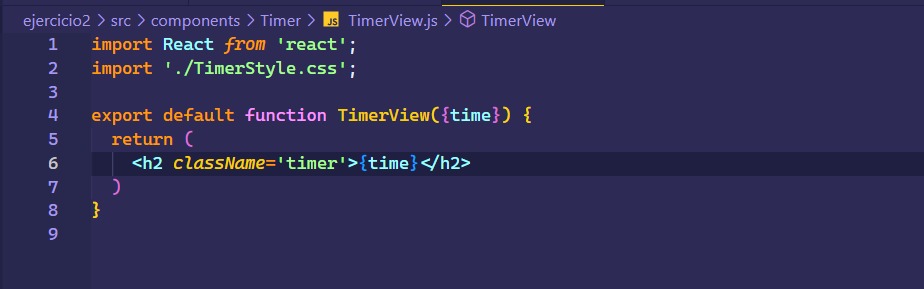 ejercicio2 > src > components > Timer > JS TimerView.js > TimerView
1 import React from 'react';
2 import './TimerStyle.css';
3
4 export default function TimerView({time}) {
5   return (
6     <h2 className='timer'>{time}</h2>
7   )
8 }
9